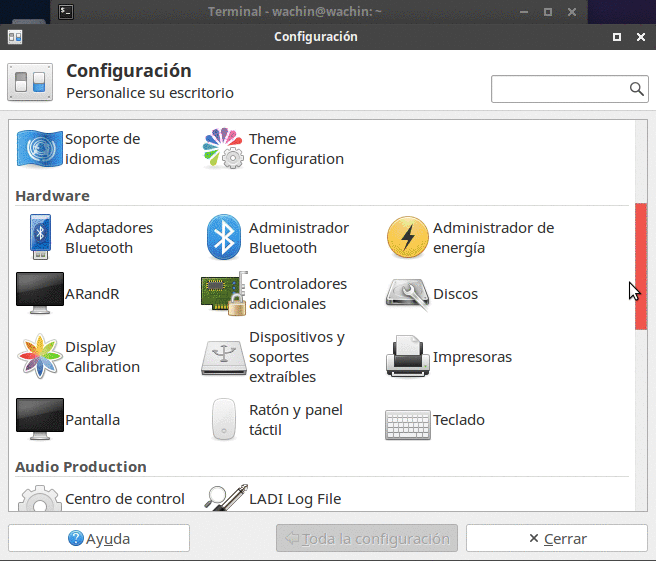 Terminal - wachin@wachin: ~
Configuración
Configuración
Personalice su escritorio
Soporte de
idiomas
Theme
Configuration
Hardware
Adaptadores
Bluetooth
Administrador
Bluetooth
Administrador de
energía
ARandR
Controladores
adicionales
Discos
Display
Calibration
Dispositivos y
soportes
extraíbles
Impresoras
Pantalla
Ratón y panel
táctil
Teclado
Audio Production
Centro de control
LADI Log File
Ayuda
Toda la configuración
Cerrar